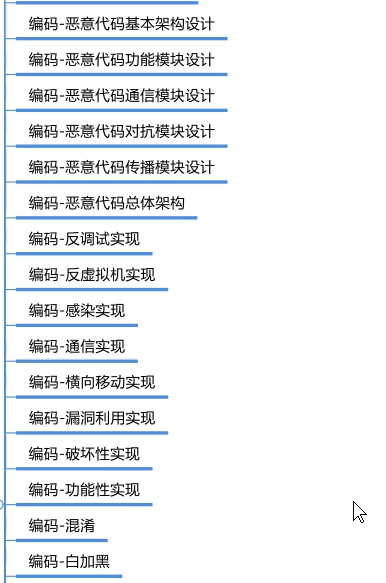 编码-恶意代码基本架构设计
编码-恶意代码功能模块设计
编码-恶意代码通信模块设计
编码-恶意代码对抗模块设计
编码-恶意代码传播模块设计
编码-恶意代码总体架构
编码-反调试实现
编码-反虚拟机实现
编码-感染实现
编码-通信实现
编码-横向移动实现
编码-漏洞利用实现
编码-破坏性实现
编码-功能性实现
编码-混淆
编码-白加黑